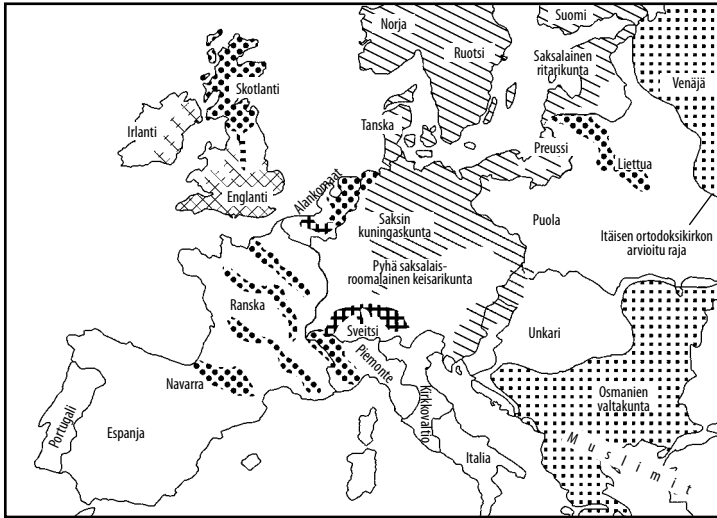 Norja
Suomi
Ruotsi
Saksalainen
ritarikunta
Venäjä
Skotlanti
Irlanti
Tanska
Preussi
Liettua
Englanti
Alankomaat
Saksin
kuningaskunta
Puola
Itäisen ortodoksikirkon
arvioitu raja
Pyhä saksalais-
roomalainen keisarikunta
Ranska
Sveitsi
Unkari
Piemonte
Navarra
Kirkkovaltio
Osmanien
valtakunta
Portugali
Espanja
Italia
Muslimit